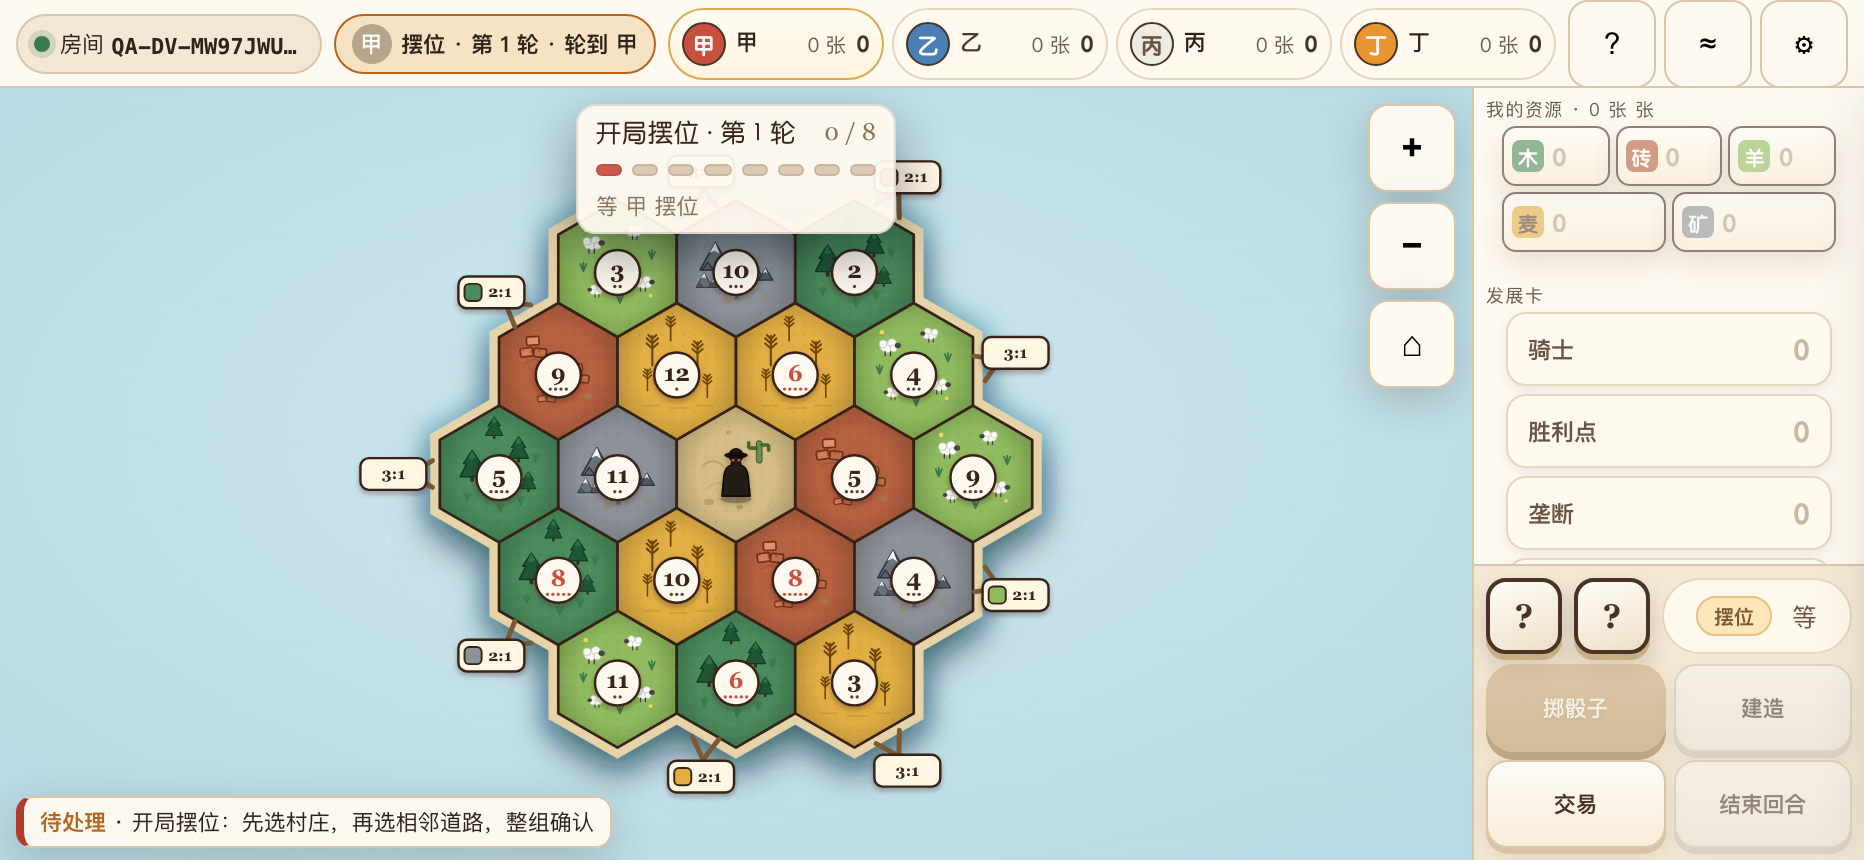 房间 QA-DV-MW97JWU…
甲 摆位 · 第 1 轮 · 轮到 甲
甲 甲 0 张 0
乙 乙 0 张 0
丙 丙 0 张 0
丁 丁 0 张 0
? ≈ ⚙
开局摆位 · 第 1 轮 0 / 8
等 甲 摆位
2:1
+
−
⌂
3 10 2
2:1
9 12 6 4
3:1
3:1
5 11 5 9
8 10 8 4
2:1
2:1
11 6 3
2:1
3:1
待处理 · 开局摆位：先选村庄，再选相邻道路，整组确认
我的资源 · 0 张 张
木 0 砖 0 羊 0
麦 0 矿 0
发展卡
骑士 0
胜利点 0
垄断 0
? ? 摆位 等
掷骰子 建造
交易 结束回合